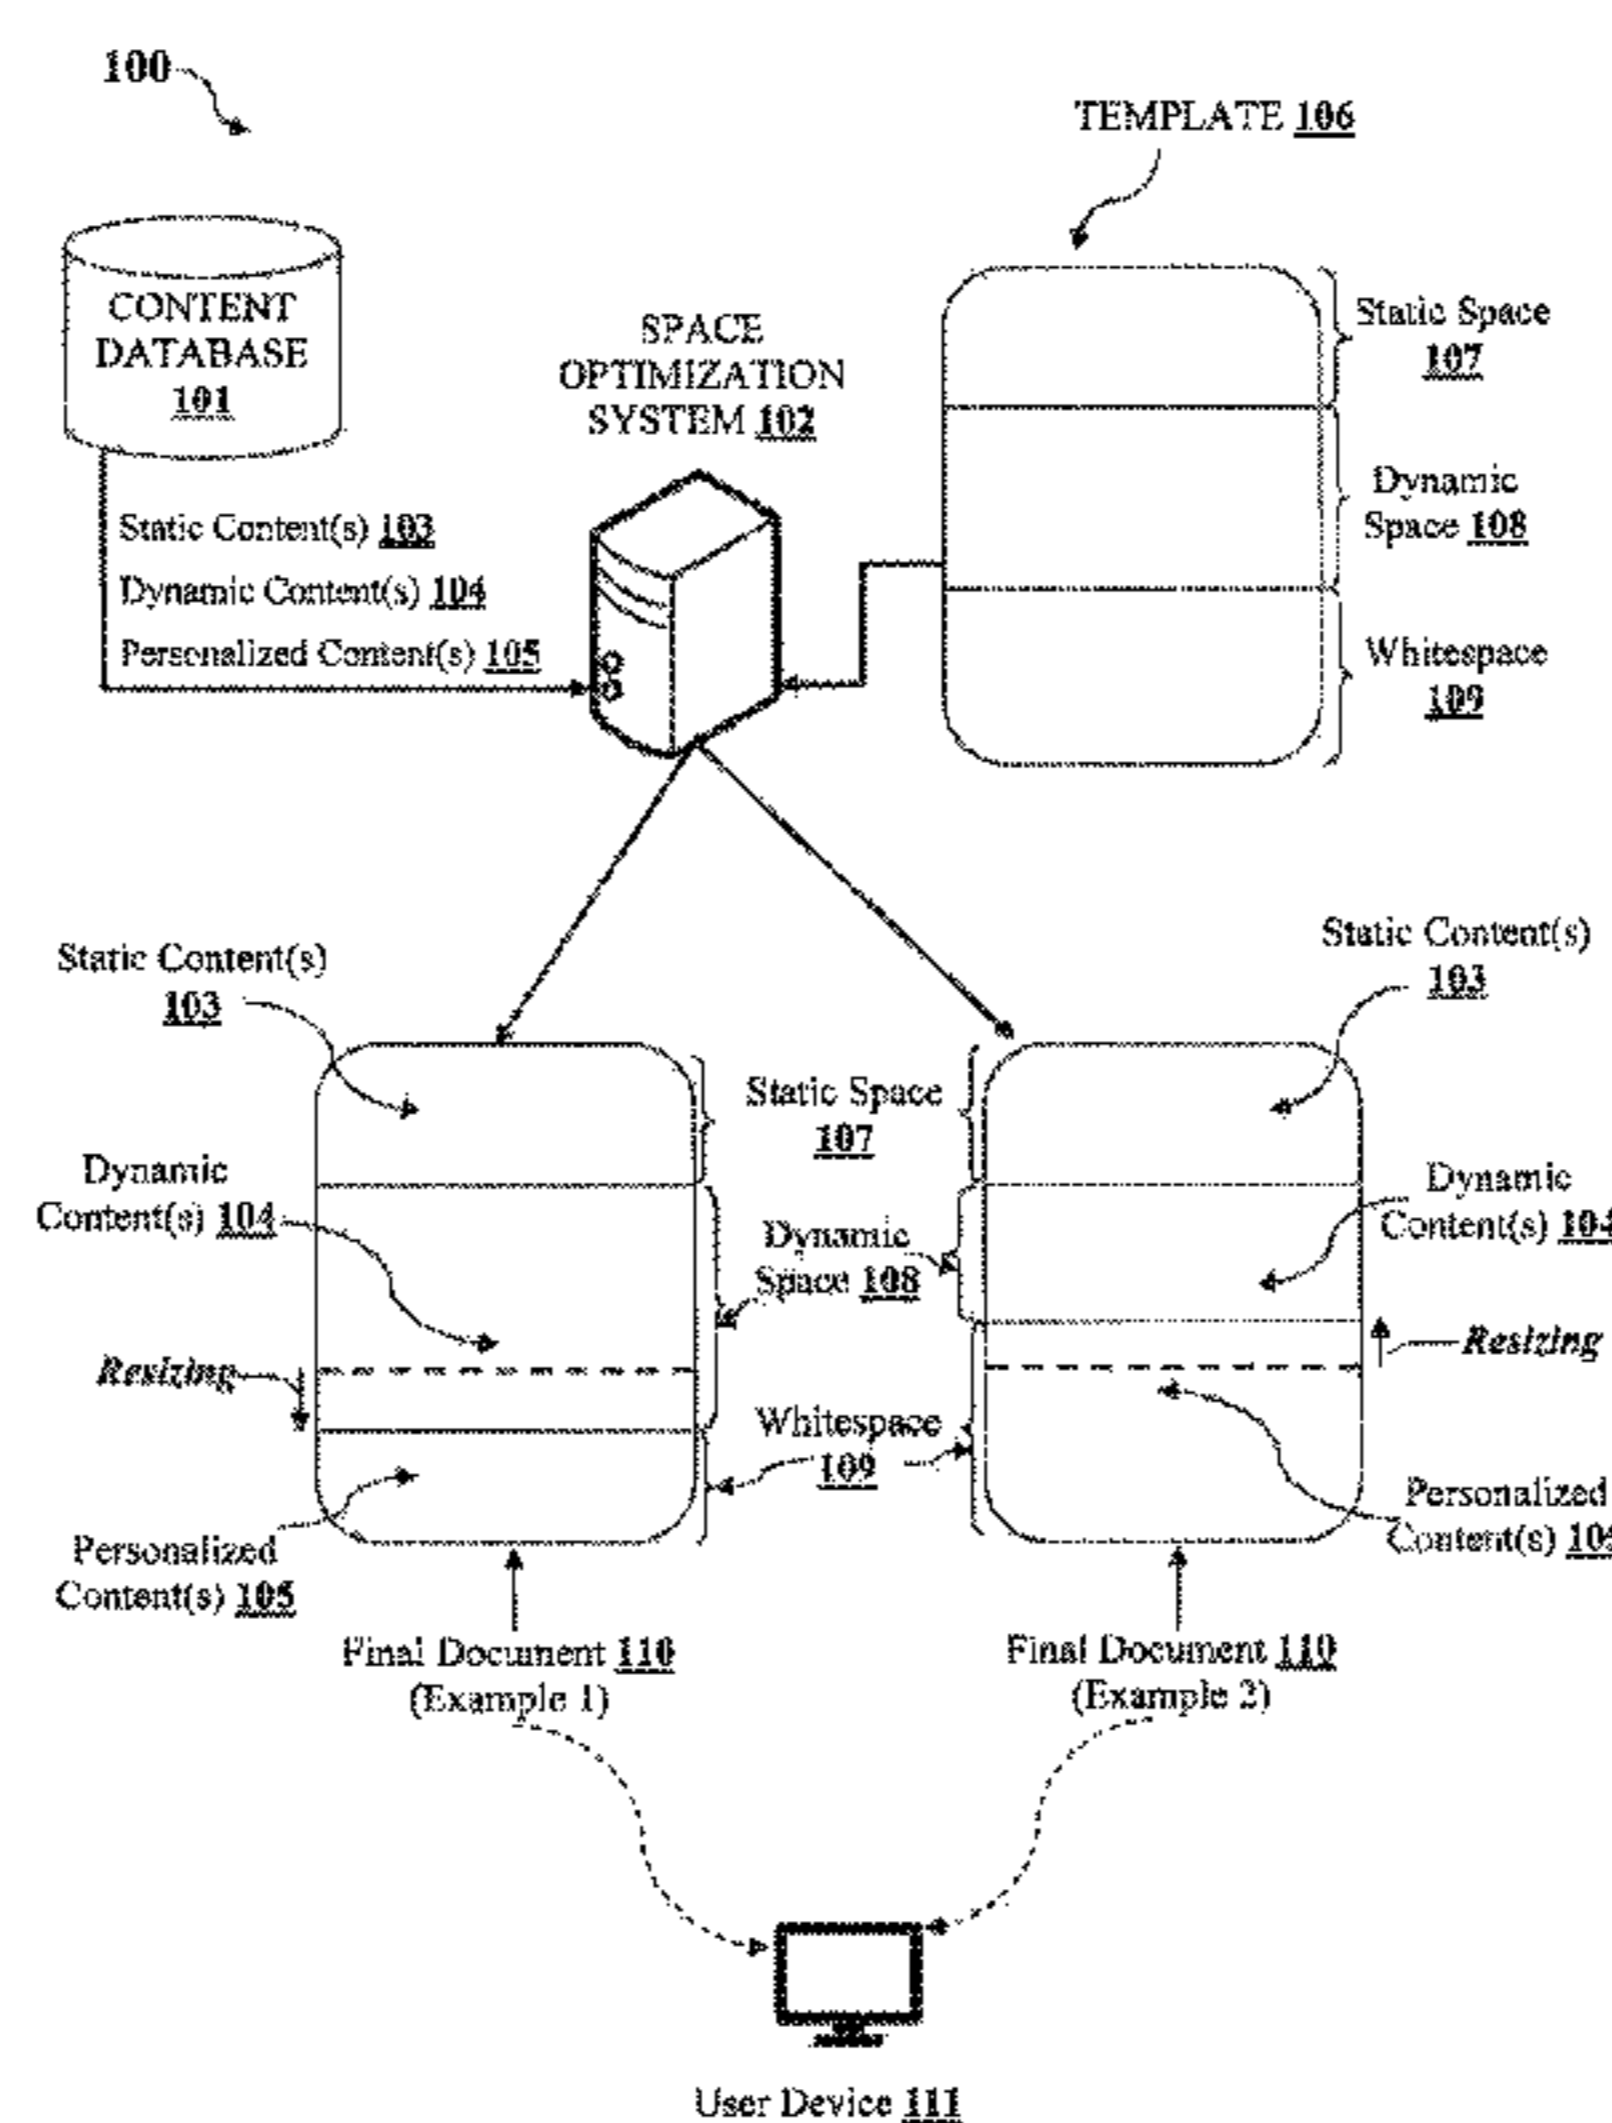 100
TEMPLATE 106
CONTENT
DATABASE
101
SPACE
OPTIMIZATION
SYSTEM 102
Static Space
107
Dynamic
Space 108
Whitespace
109
Static Content(s) 103
Dynamic Content(s) 104
Personalized Content(s) 105
Static Content(s)
103
Static Content(s)
103
Static Space
107
Dynamic
Content(s) 104
Dynamic
Space 108
Dynamic
Content(s) 104
Resizing
Resizing
Whitespace
109
Personalized
Content(s) 105
Personalized
Content(s) 10
Final Document 110
(Example 1)
Final Document 110
(Example 2)
User Device 111